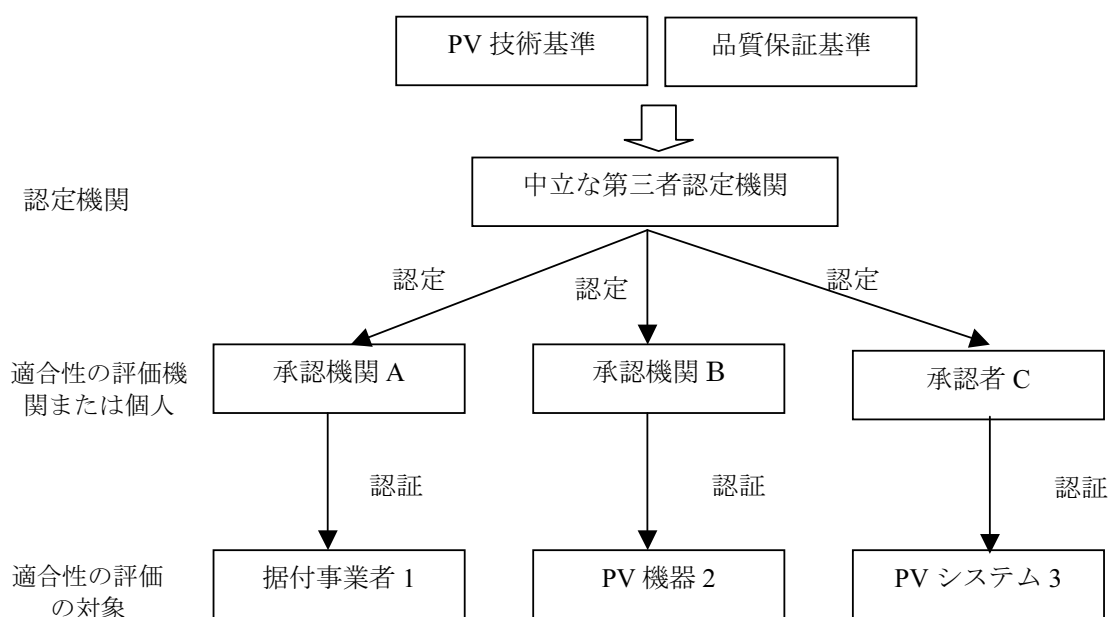 PV 技術基準
品質保証基準
認定機関
中立な第三者認定機関
認定
認定
認定
適合性の評価機
関または個人
承認機関 A
承認機関 B
承認者 C
認証
認証
認証
適合性の評価
の対象
据付事業者 1
PV 機器 2
PV システム 3